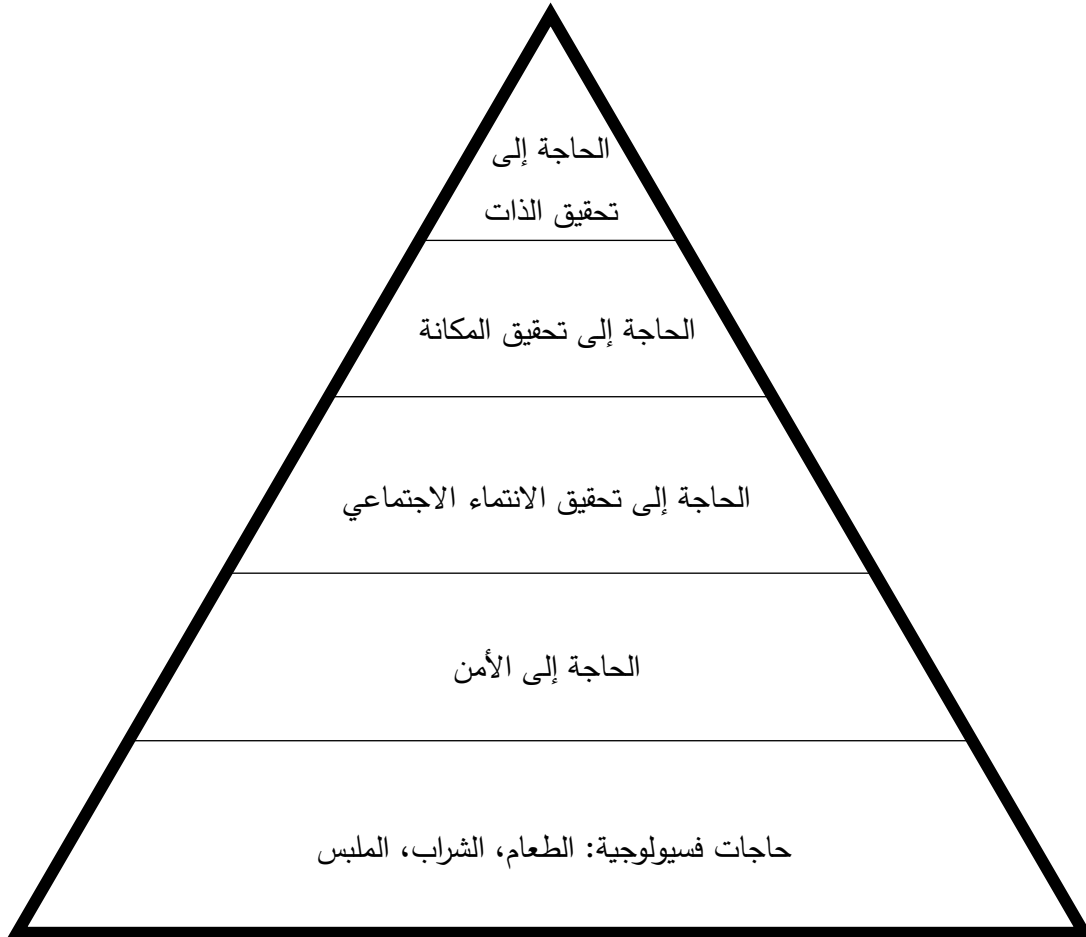 الحاجة إلى
تحقيق الذات
الحاجة إلى تحقيق المكانة
الحاجة إلى تحقيق الانتماء الاجتماعي
الحاجة إلى الأمن
حاجات فسيولوجية: الطعام، الشراب، الملبس